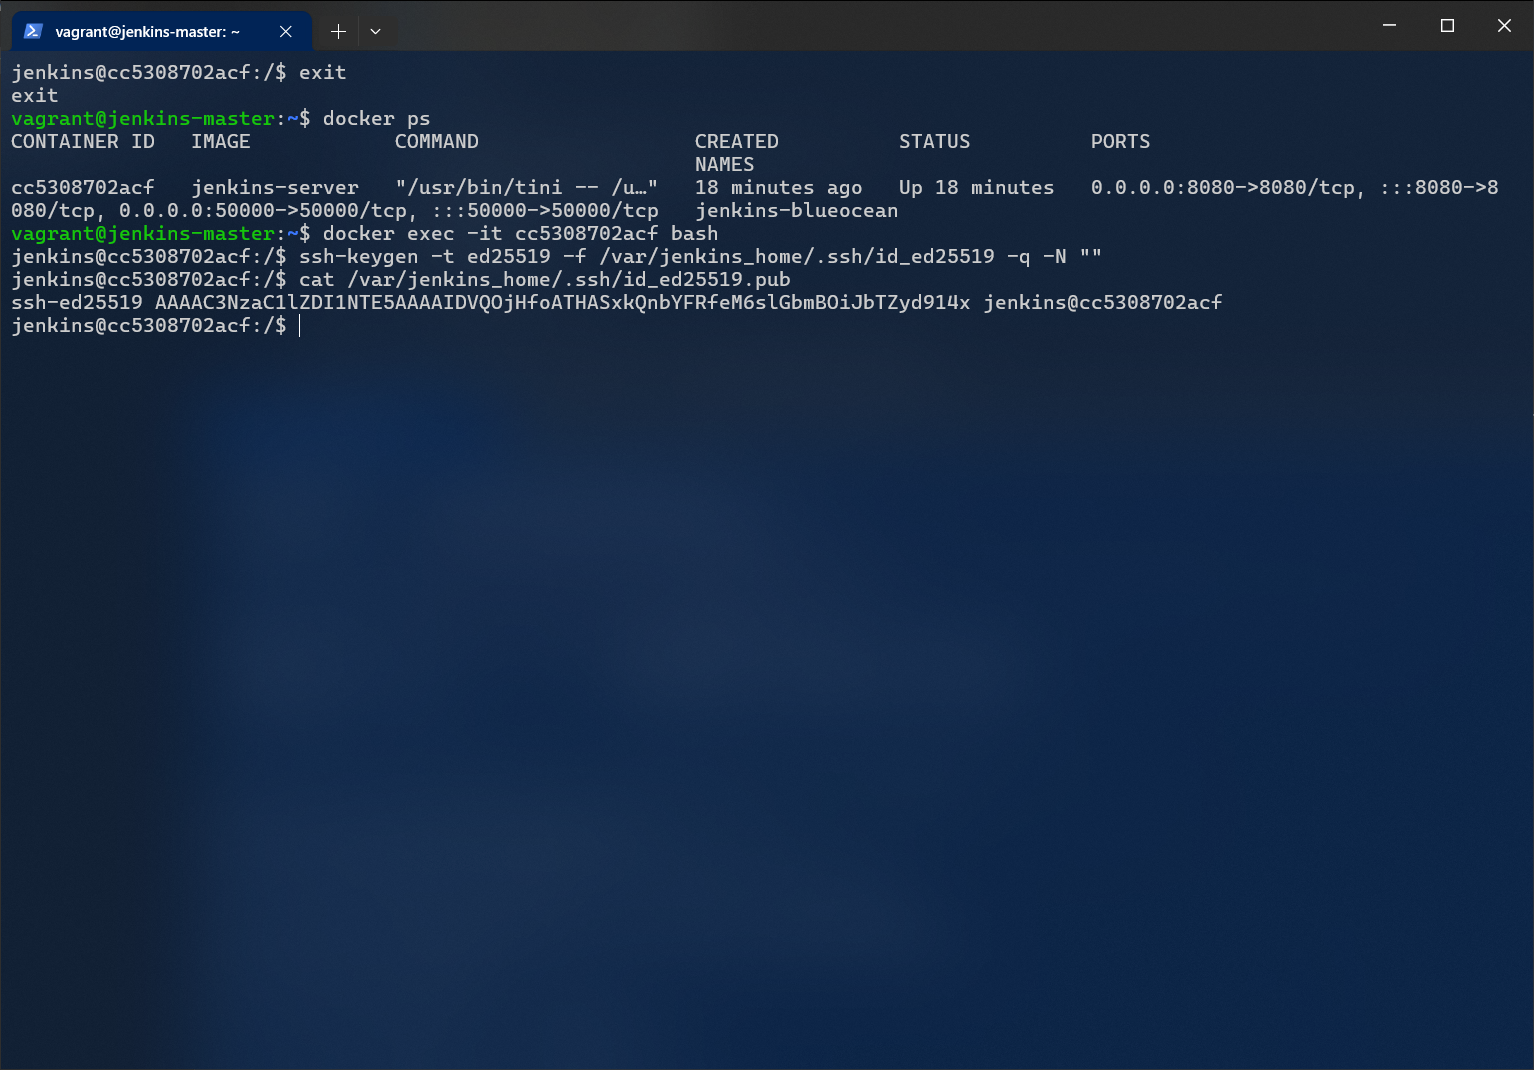 vagrant@jenkins-master: ~
jenkins@cc5308702acf:/$ exit
exit
vagrant@jenkins-master:~$ docker ps
CONTAINER ID   IMAGE            COMMAND                  CREATED          STATUS          PORTS
NAMES
cc5308702acf   jenkins-server   "/usr/bin/tini -- /u…"   18 minutes ago   Up 18 minutes   0.0.0.0:8080->8080/tcp, :::8080->8
080/tcp, 0.0.0.0:50000->50000/tcp, :::50000->50000/tcp   jenkins-blueocean
vagrant@jenkins-master:~$ docker exec -it cc5308702acf bash
jenkins@cc5308702acf:/$ ssh-keygen -t ed25519 -f /var/jenkins_home/.ssh/id_ed25519 -q -N ""
jenkins@cc5308702acf:/$ cat /var/jenkins_home/.ssh/id_ed25519.pub
ssh-ed25519 AAAAC3NzaC1lZDI1NTE5AAAAIDVQOjHfoATHASxkQnbYFRfeM6slGbmBOiJbTZyd914x jenkins@cc5308702acf
jenkins@cc5308702acf:/$